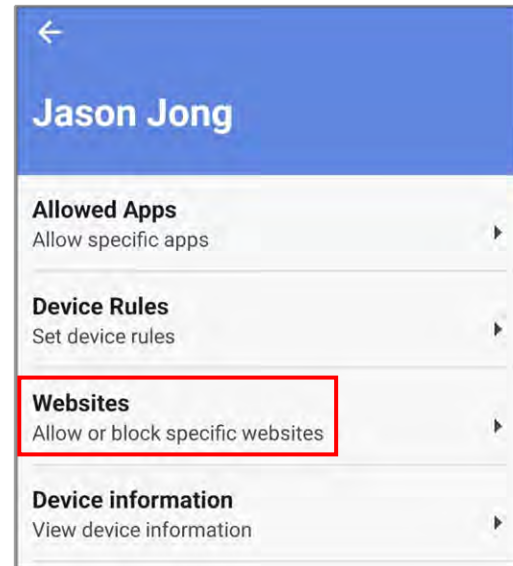 Jason Jong
Allowed Apps
Allow specific apps
Device Rules
Set device rules
Websites
Allow or block specific websites
Device information
View device information